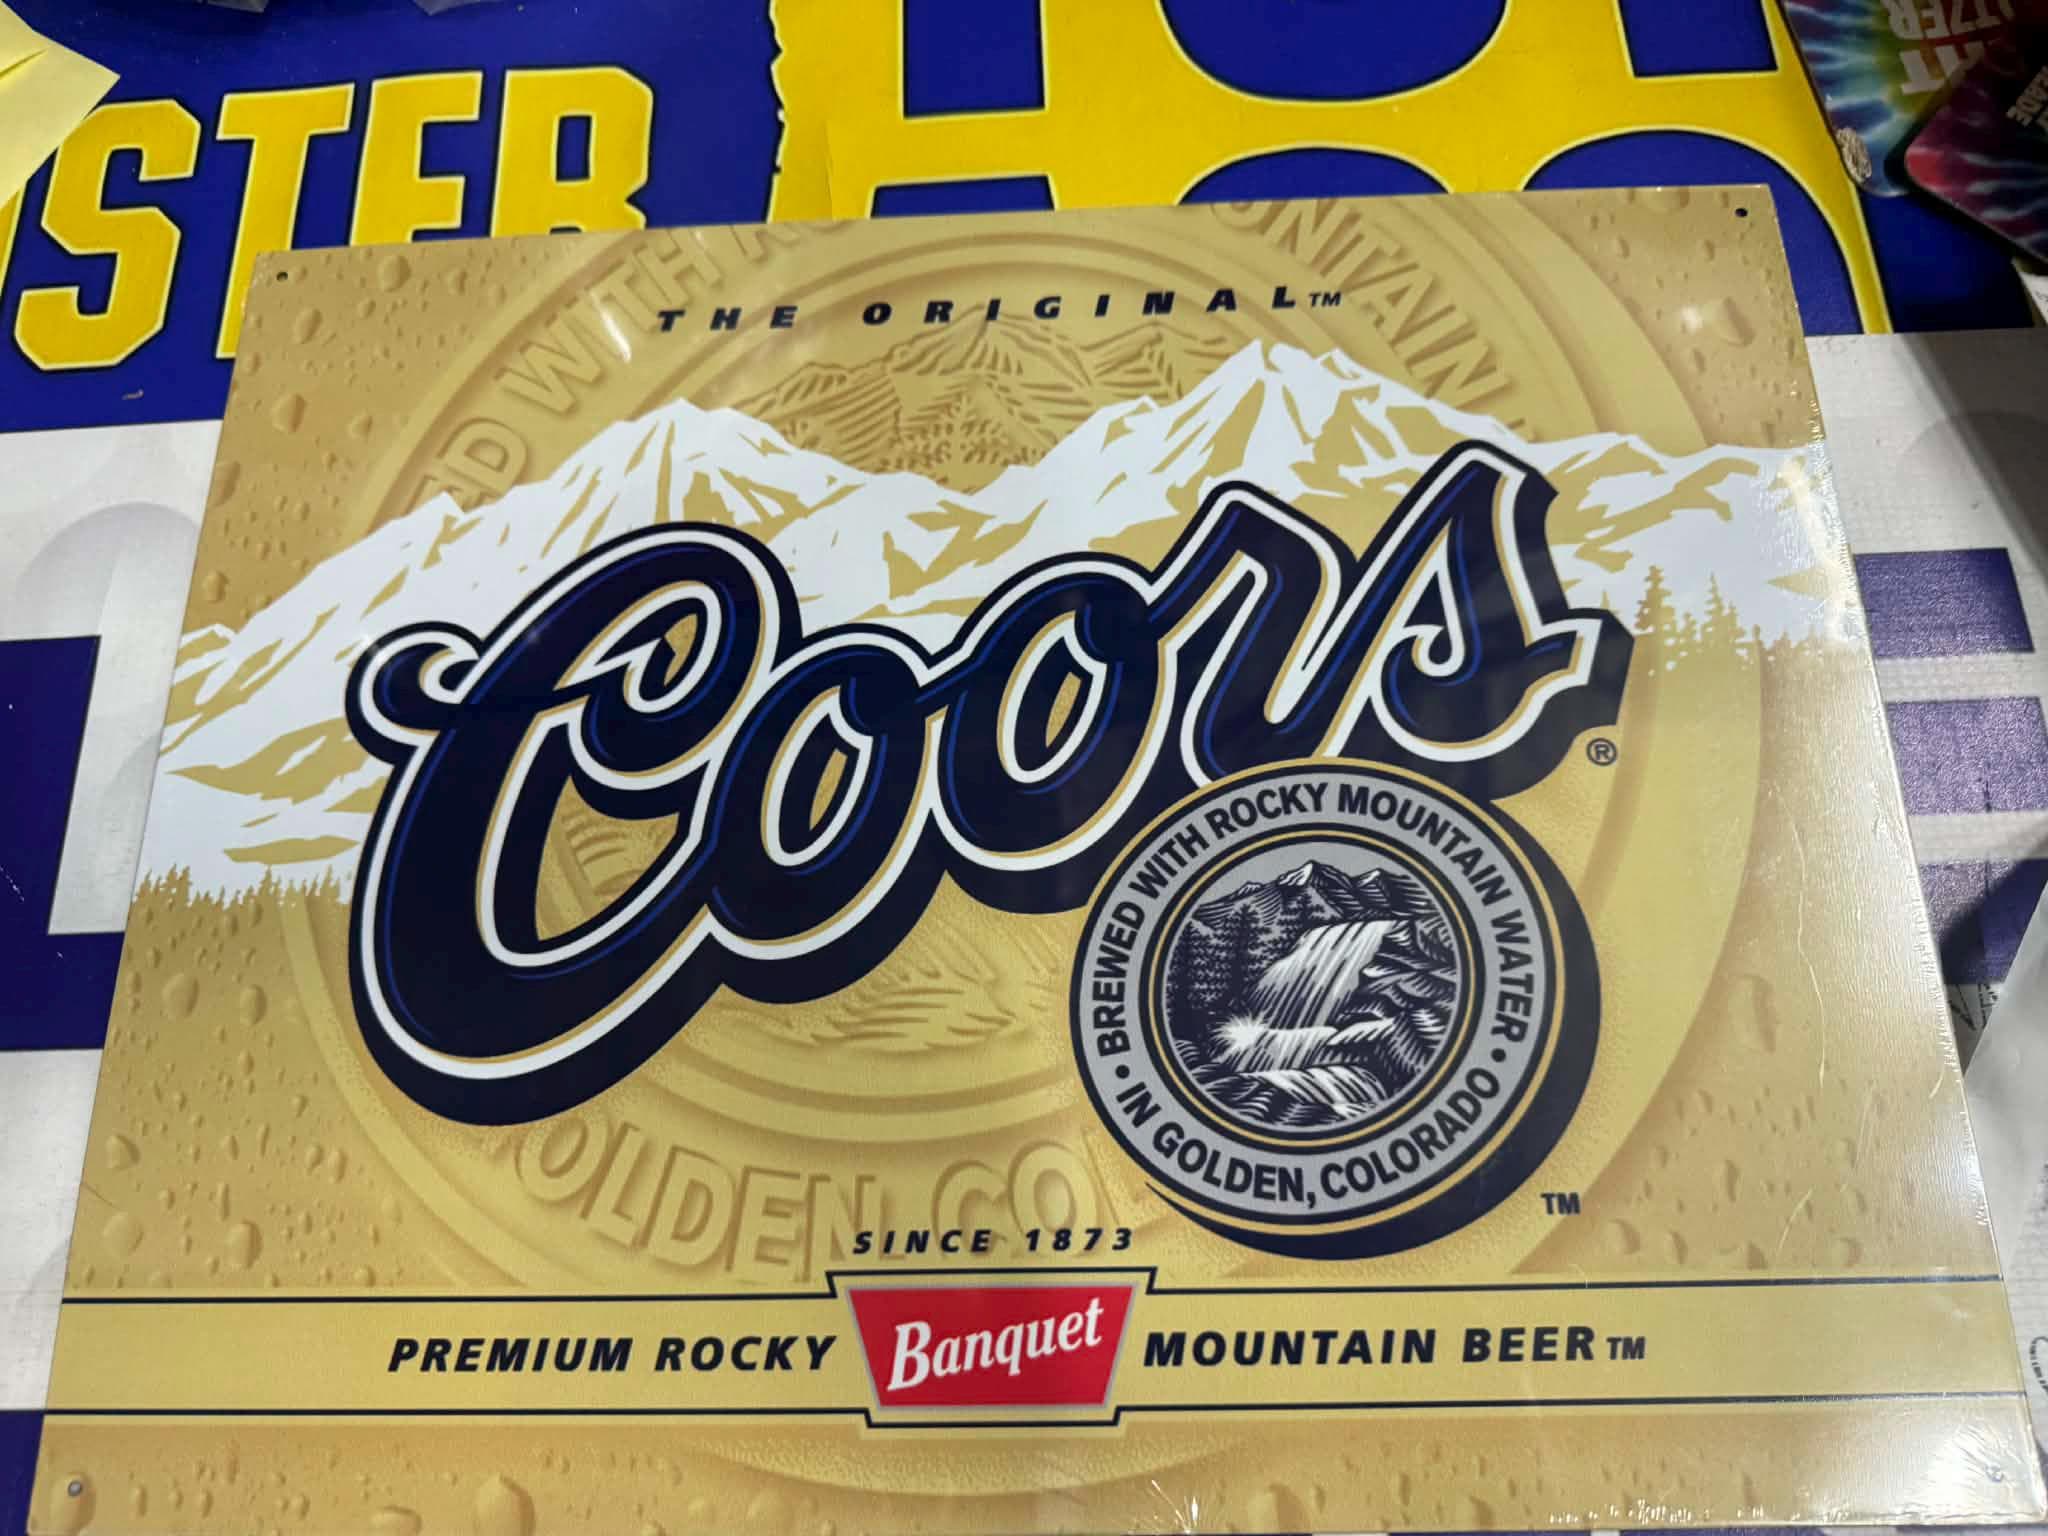 STER
THE ORIGINAL™
Coors®
BREWED WITH ROCKY MOUNTAIN WATER • IN GOLDEN, COLORADO •
™
SINCE 1873
PREMIUM ROCKY Banquet MOUNTAIN BEER™